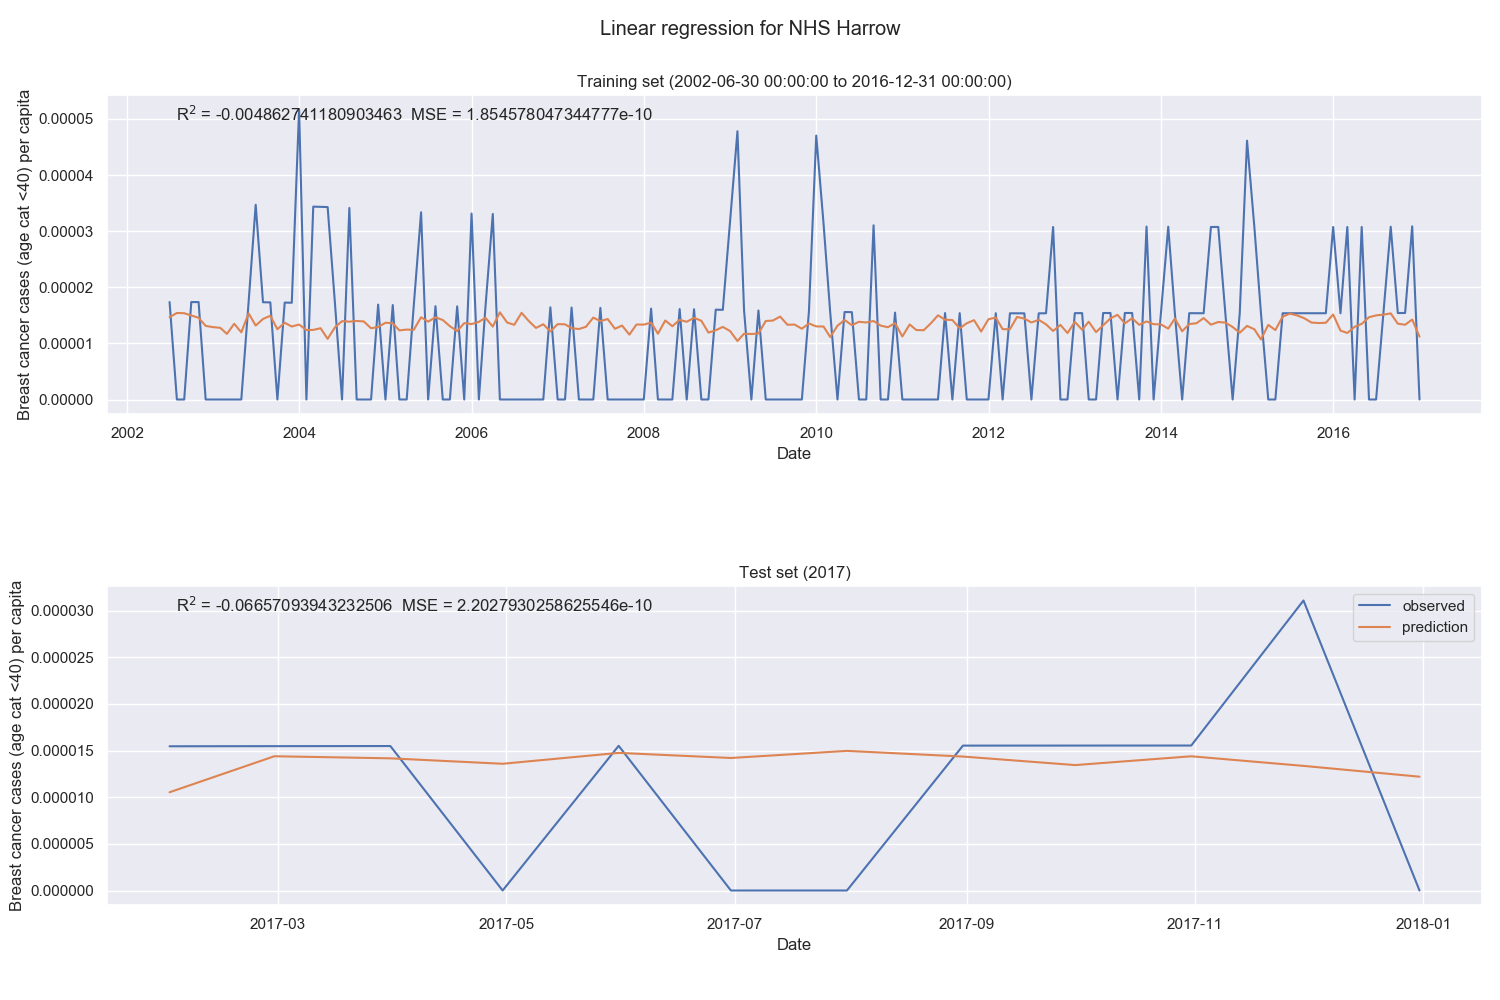 Linear regression for NHS Harrow
Training set (2002-06-30 00:00:00 to 2016-12-31 00:00:00)
R² = -0.004862741180903463 MSE = 1.854578047344777e-10
Breast cancer cases (age cat <40) per capita
0.00005
0.00004
0.00003
0.00002
0.00001
0.00000
2002 2004 2006 2008 2010 2012 2014 2016
Date
Test set (2017)
R² = -0.06657093943232506 MSE = 2.2027930258625546e-10
observed
prediction
Breast cancer cases (age cat <40) per capita
0.000030
0.000025
0.000020
0.000015
0.000010
0.000005
0.000000
2017-03 2017-05 2017-07 2017-09 2017-11 2018-01
Date